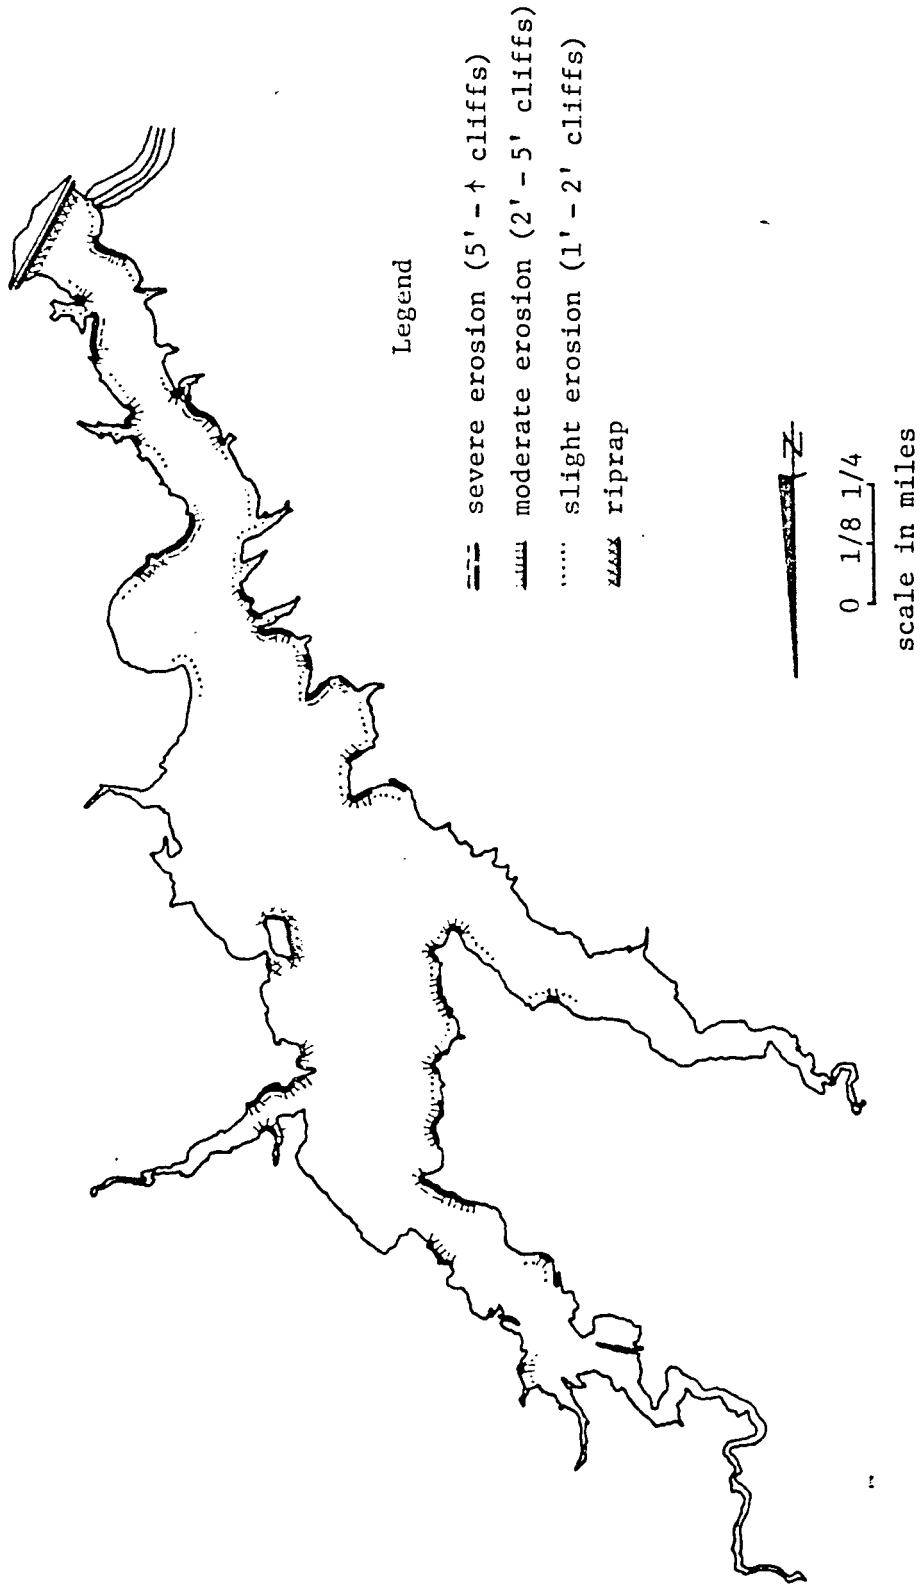 Legend
severe erosion (5'-↑ cliffs)
moderate erosion (2'-5' cliffs)
slight erosion (1'-2' cliffs)
riprap
N
0 1/8 1/4
scale in miles